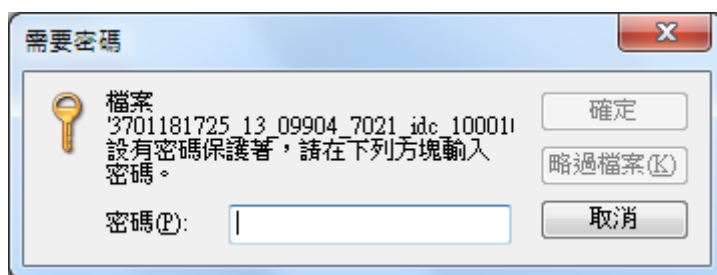 需要密碼
檔案
'3701181725_13_09904_7021_idc_10001(
設有密碼保護著，請在下列方塊輸入
密碼。
密碼(P):
確定
略過檔案(K)
取消